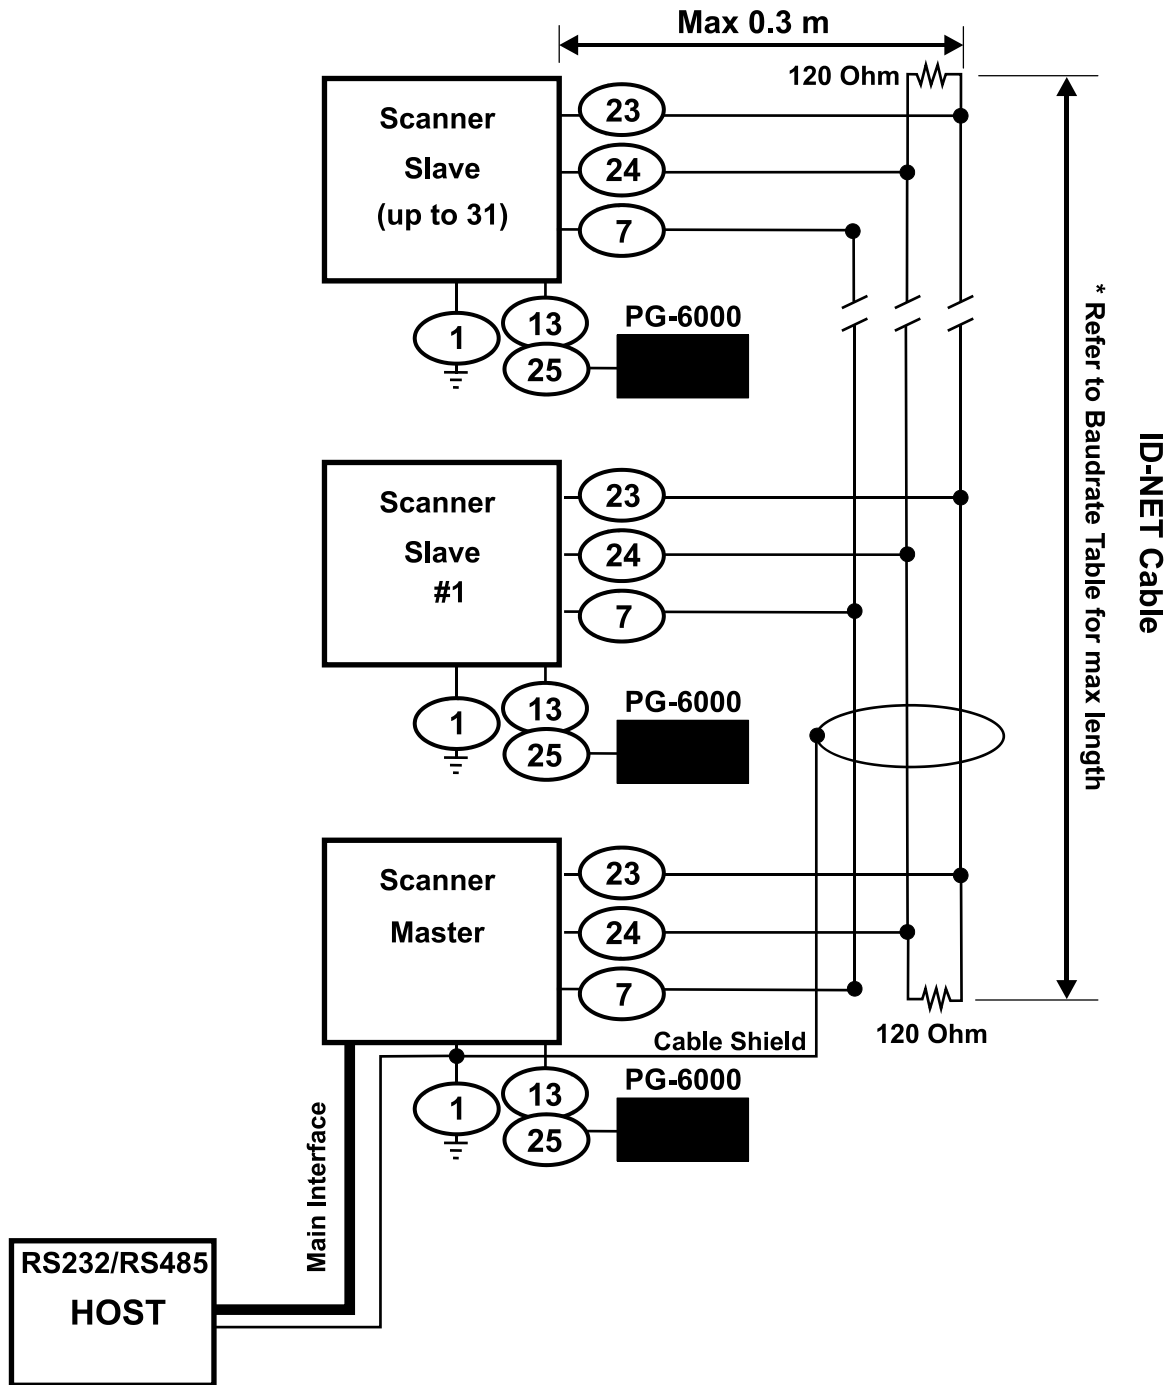 Max 0.3 m
120 Ohm
Scanner
Slave
(up to 31)
23
24
7
1
13
25
PG-6000
Scanner
Slave
#1
23
24
7
1
13
25
PG-6000
Scanner
Master
23
24
7
1
13
25
PG-6000
120 Ohm
Cable Shield
Main Interface
RS232/RS485
HOST
* Refer to Baudrate Table for max length
ID-NET Cable